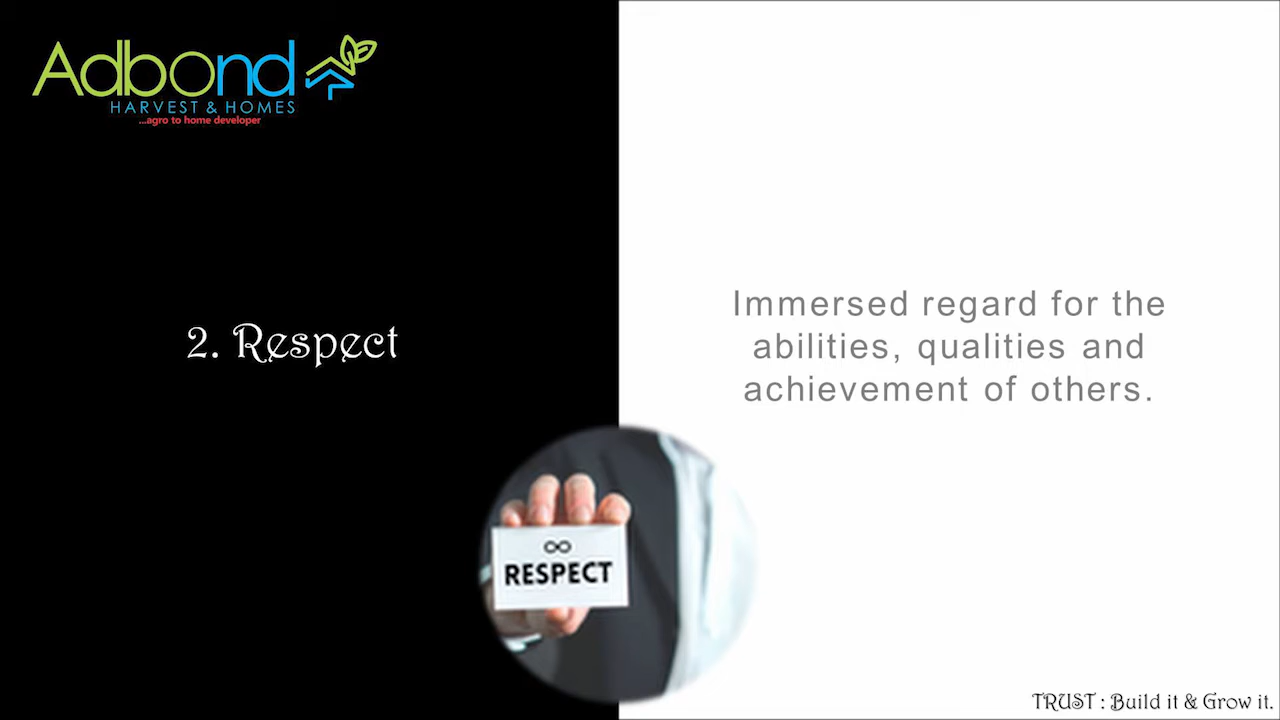 Adbond
HARVEST & HOMES
...agro to home developer
2. Respect
Immersed regard for the
abilities, qualities and
achievement of others.
∞
RESPECT
TRUST : Build it & Grow it.